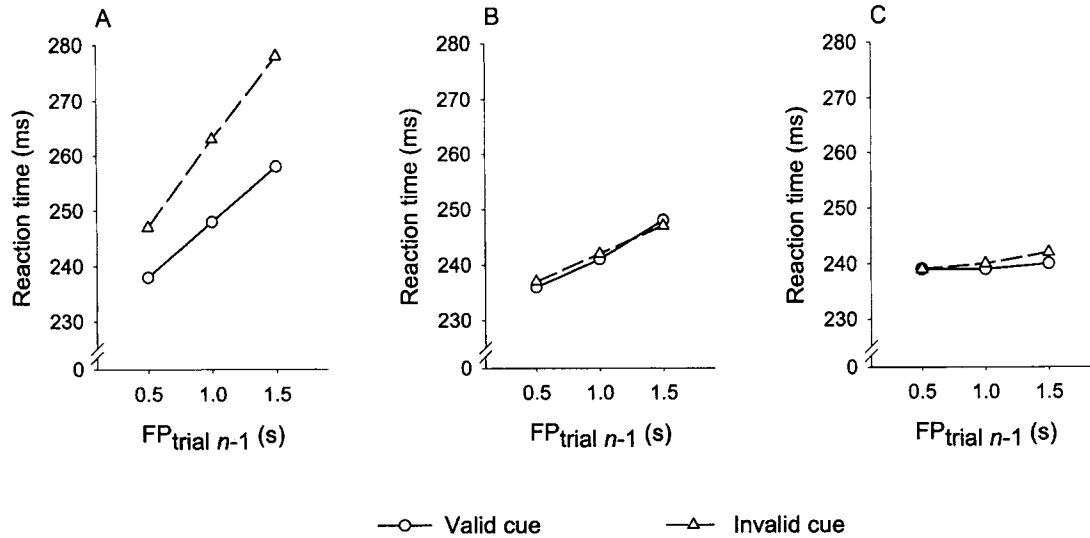 A
280
270
260
250
240
230
0
Reaction time (ms)
0.5 1.0 1.5
FPtrial n-1 (s)
B
280
270
260
250
240
230
0
Reaction time (ms)
0.5 1.0 1.5
FPtrial n-1 (s)
C
280
270
260
250
240
230
0
Reaction time (ms)
0.5 1.0 1.5
FPtrial n-1 (s)
Valid cue
Invalid cue